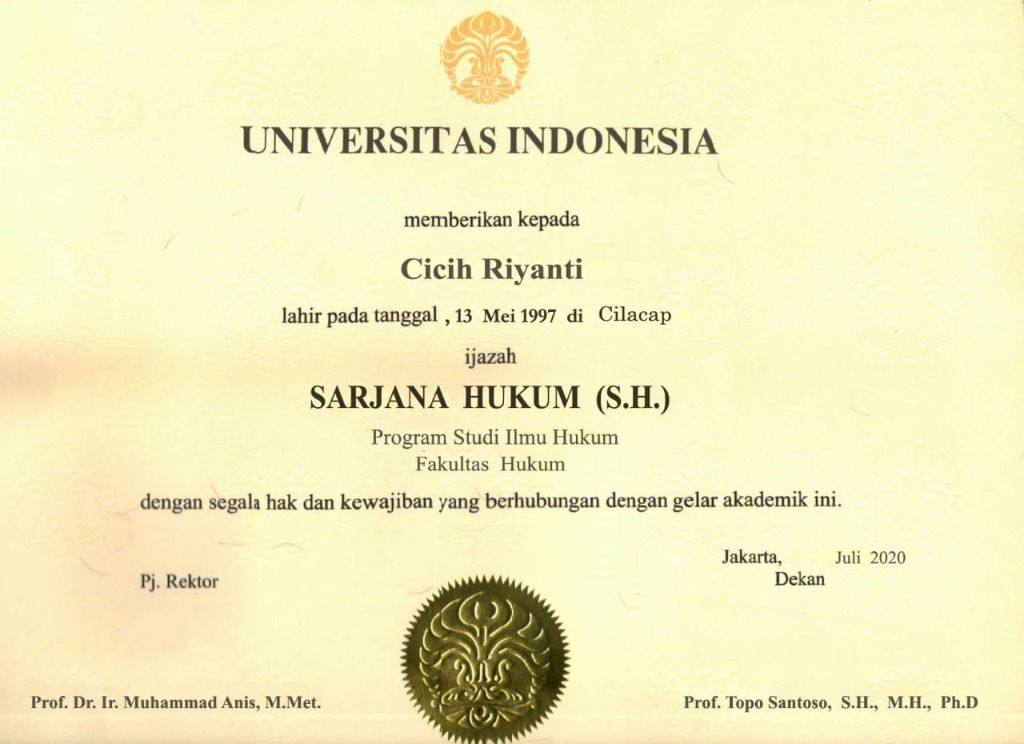 UNIVERSITAS INDONESIA
memberikan kepada
Cicih Riyanti
lahir pada tanggal , 13 Mei 1997 di Cilacap
ijazah
SARJANA HUKUM (S.H.)
Program Studi Ilmu Hukum
Fakultas Hukum
dengan segala hak dan kewajiban yang berhubungan dengan gelar akademik ini.
Jakarta, Juli 2020
Dekan
Pj. Rektor
Prof. Dr. Ir. Muhammad Anis, M.Met.
Prof. Topo Santoso, S.H., M.H., Ph.D